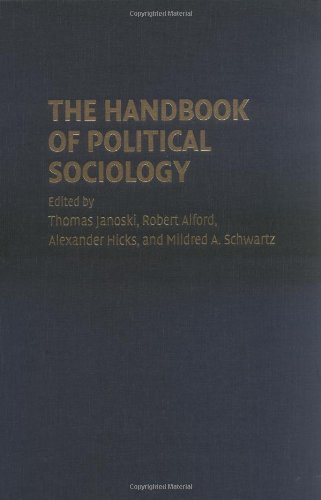 THE HANDBOOK
OF POLITICAL
SOCIOLOGY
Edited by
Thomas Janoski, Robert Alford,
Alexander Hicks, and Mildred A. Schwartz